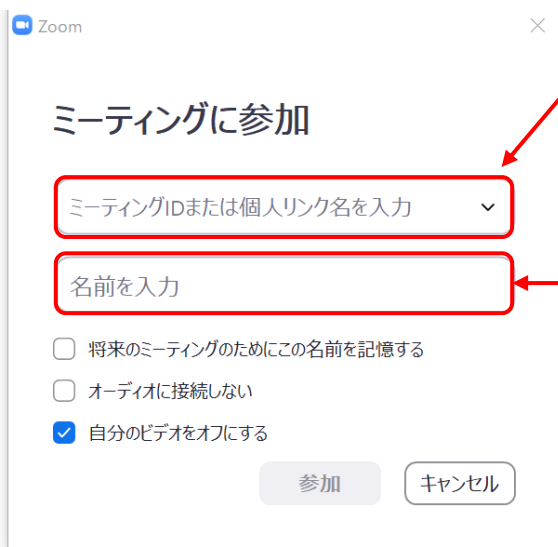 Zoom
ミーティングに参加
ミーティングIDまたは個人リンク名を入力
名前を入力
将来のミーティングのためにこの名前を記憶する
オーディオに接続しない
自分のビデオをオフにする
参加 キャンセル